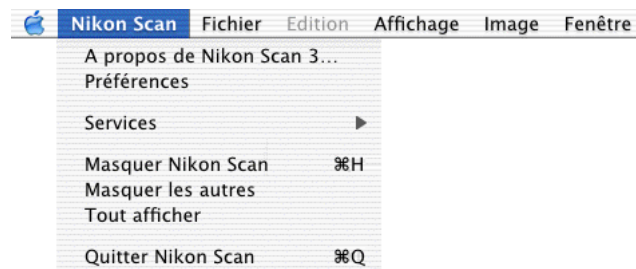 Nikon Scan Fichier Edition Affichage Image Fenêtre
A propos de Nikon Scan 3...
Préférences
Services
Masquer Nikon Scan ⌘H
Masquer les autres
Tout afficher
Quitter Nikon Scan ⌘Q